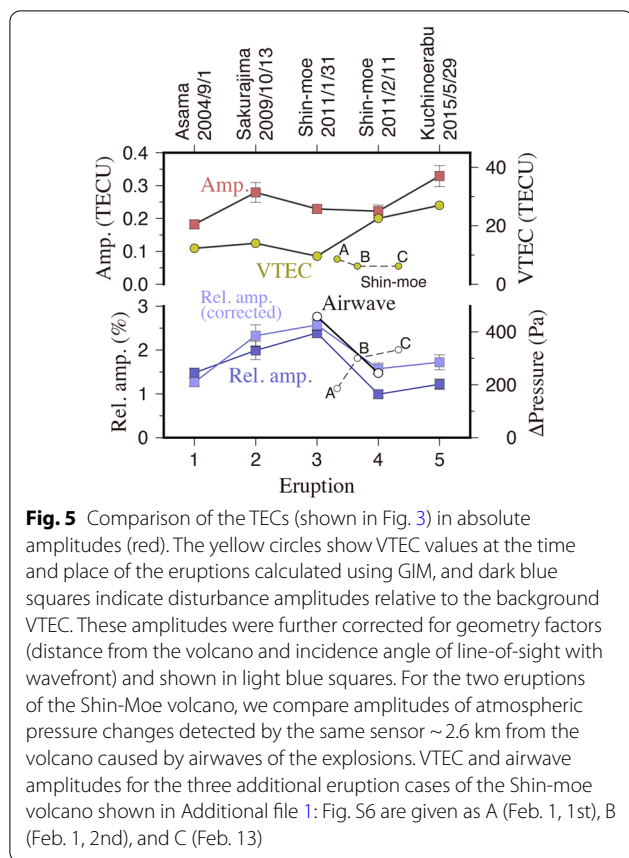 Asama
2004/9/1
Sakurajima
2009/10/13
Shin-moe
2011/1/31
Shin-moe
2011/2/11
Kuchinoerabu
2015/5/29
0.4
0.3
0.2
0.1
0.0
Amp. (TECU)
40
20
0
VTEC (TECU)
Amp.
VTEC
A
B
C
Shin-moe
3
2
1
0
Rel. amp. (%)
400
200
0
ΔPressure (Pa)
Rel. amp.
(corrected)
Airwave
Rel. amp.
A
B
C
1 2 3 4 5
Eruption
Fig. 5 Comparison of the TECs (shown in Fig. 3) in absolute
amplitudes (red). The yellow circles show VTEC values at the time
and place of the eruptions calculated using GIM, and dark blue
squares indicate disturbance amplitudes relative to the background
VTEC. These amplitudes were further corrected for geometry factors
(distance from the volcano and incidence angle of line-of-sight with
wavefront) and shown in light blue squares. For the two eruptions
of the Shin-Moe volcano, we compare amplitudes of atmospheric
pressure changes detected by the same sensor ~ 2.6 km from the
volcano caused by airwaves of the explosions. VTEC and airwave
amplitudes for the three additional eruption cases of the Shin-moe
volcano shown in Additional file 1: Fig. S6 are given as A (Feb. 1, 1st), B
(Feb. 1, 2nd), and C (Feb. 13)